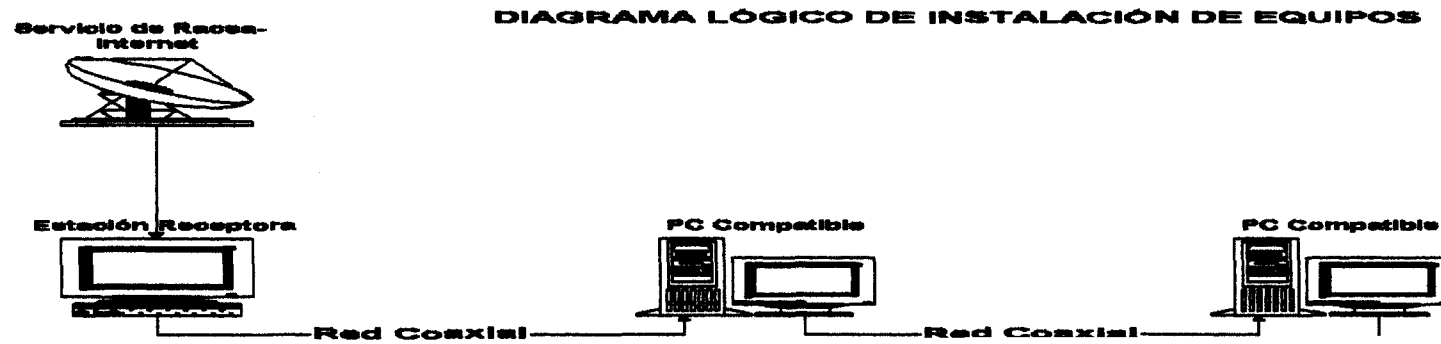 DIAGRAMA LÓGICO DE INSTALACIÓN DE EQUIPOS
Servicio de Racsa-
Internet
Estación Receptora
PC Compatible
PC Compatible
Red Coaxial
Red Coaxial